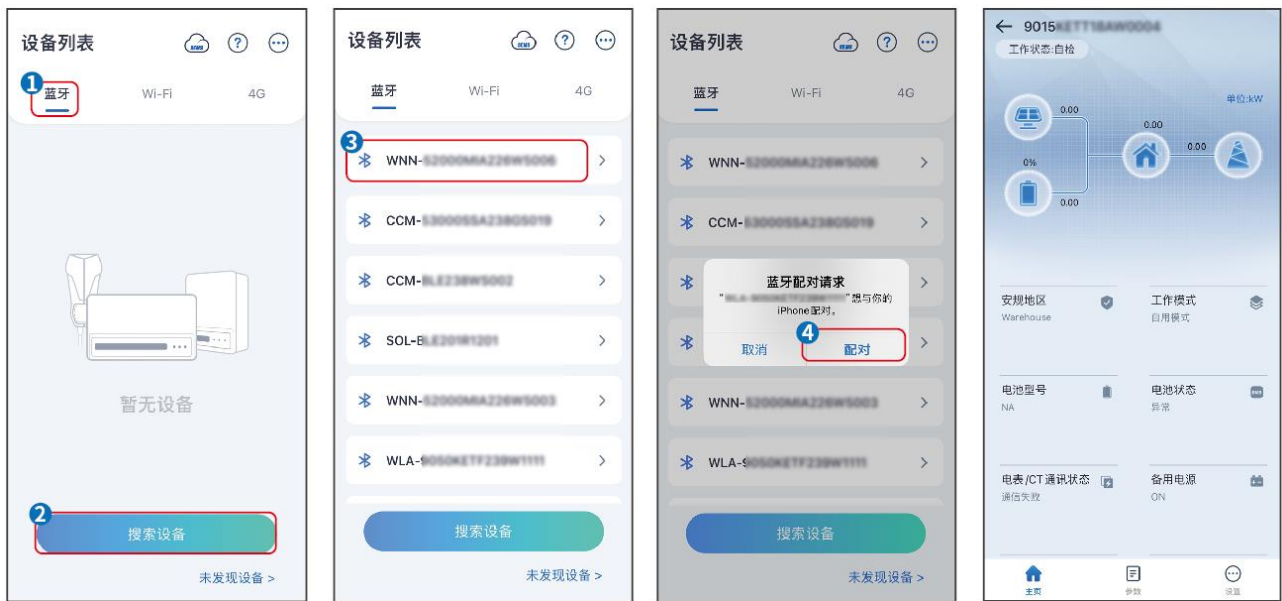 设备列表
1
蓝牙
Wi-Fi
4G
暂无设备
2
搜索设备
未发现设备 >
设备列表
蓝牙
Wi-Fi
4G
3
WNN-
CCM-
CCM-
SOL-
WNN-
WLA-
搜索设备
未发现设备 >
设备列表
蓝牙
Wi-Fi
4G
WNN-
CCM-
蓝牙配对请求
”想与你的
iPhone配对。
4
取消
配对
WNN-
WLA-
搜索设备
未发现设备 >
9015
工作状态:自检
单位:kW
0.00
0.00
0.00
0%
0.00
安规地区
Warehouse
工作模式
自用模式
电池型号
NA
电池状态
异常
电表/CT通讯状态
通信失败
备用电源
ON
主页
参数
设置